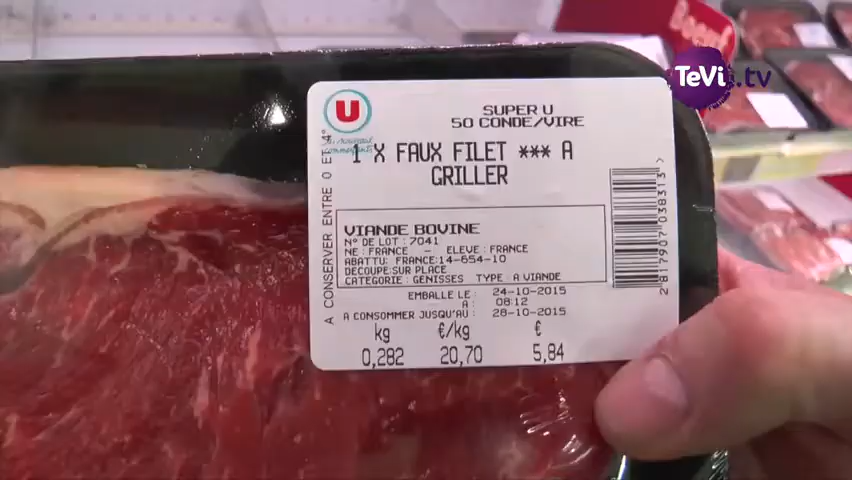 Boeuf
TeVi.tv
U
SUPER U
50 CONDE/VIRE
1 X FAUX FILET *** A
GRILLER
A CONSERVER ENTRE 0 ET 4°
VIANDE BOVINE
N° DE LOT : 7041
NE : FRANCE - ELEVE : FRANCE
ABATTU: FRANCE:14-654-10
DECOUPE:SUR PLACE
CATEGORIE : GENISSES TYPE : A VIANDE
EMBALLE LE : 24-10-2015
A : 08:12
A CONSOMMER JUSQU'AU : 28-10-2015
kg €/kg €
0,282 20,70 5,84
2817907038313>